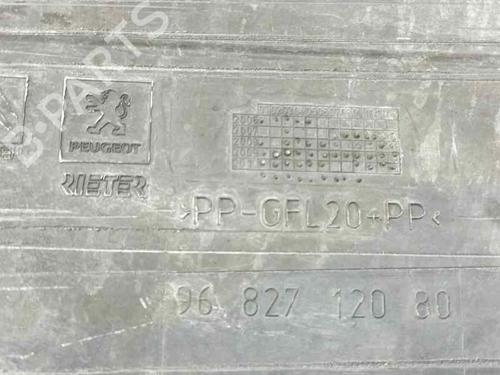 B-PARTS
PEUGEOT
RIETER
>PP-GFL20+PP<
96 827 120 80